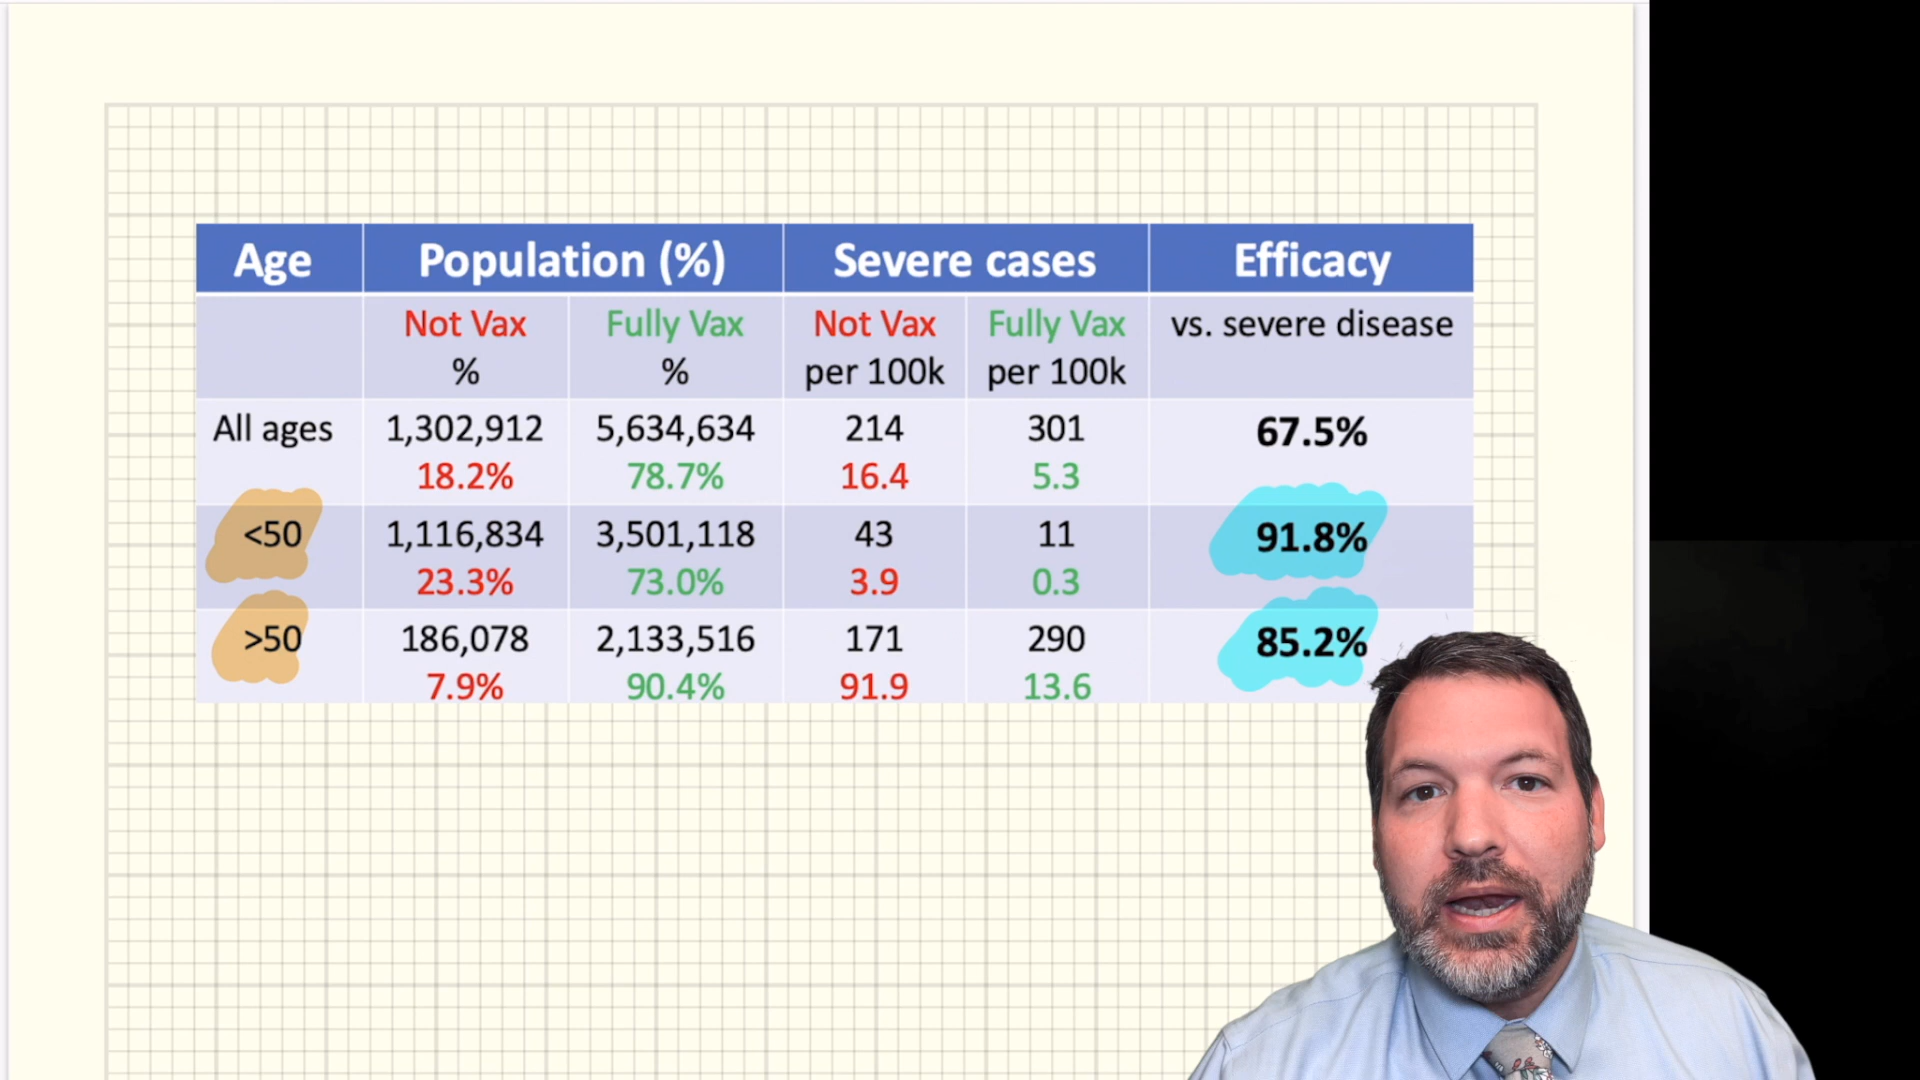 Age Population (%) Severe cases Efficacy
Not Vax Fully Vax Not Vax Fully Vax vs. severe disease
% % per 100k per 100k
All ages 1,302,912 5,634,634 214 301 67.5%
18.2% 78.7% 16.4 5.3
<50 1,116,834 3,501,118 43 11 91.8%
23.3% 73.0% 3.9 0.3
>50 186,078 2,133,516 171 290 85.2%
7.9% 90.4% 91.9 13.6